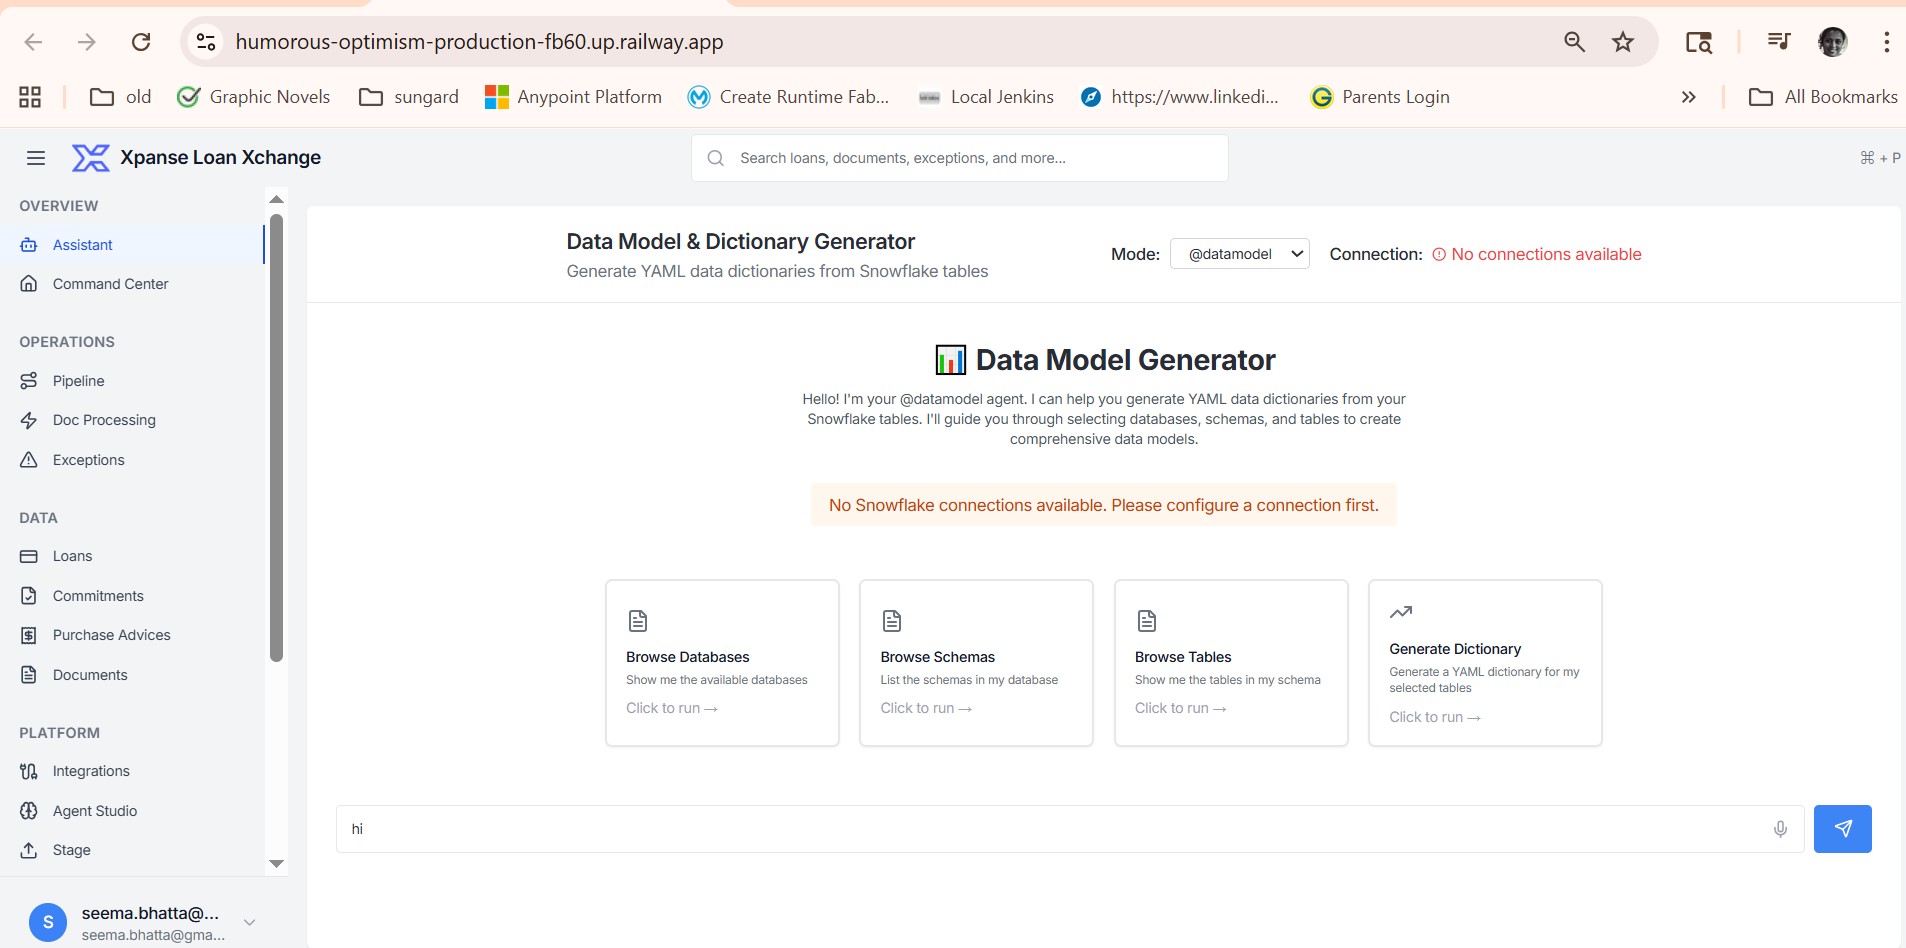 humorous-optimism-production-fb60.up.railway.app
old
Graphic Novels
sungard
Anypoint Platform
Create Runtime Fab...
Local Jenkins
https://www.linkedi...
Parents Login
All Bookmarks
Xpanse Loan Xchange
Search loans, documents, exceptions, and more...
⌘ + P
OVERVIEW
Assistant
Command Center
OPERATIONS
Pipeline
Doc Processing
Exceptions
DATA
Loans
Commitments
Purchase Advices
Documents
PLATFORM
Integrations
Agent Studio
Stage
S
seema.bhatta@...
seema.bhatta@gma...
Data Model & Dictionary Generator
Generate YAML data dictionaries from Snowflake tables
Mode: @datamodel Connection: No connections available
Data Model Generator
Hello! I'm your @datamodel agent. I can help you generate YAML data dictionaries from your
Snowflake tables. I'll guide you through selecting databases, schemas, and tables to create
comprehensive data models.
No Snowflake connections available. Please configure a connection first.
Browse Databases
Show me the available databases
Click to run →
Browse Schemas
List the schemas in my database
Click to run →
Browse Tables
Show me the tables in my schema
Click to run →
Generate Dictionary
Generate a YAML dictionary for my
selected tables
Click to run →
hi